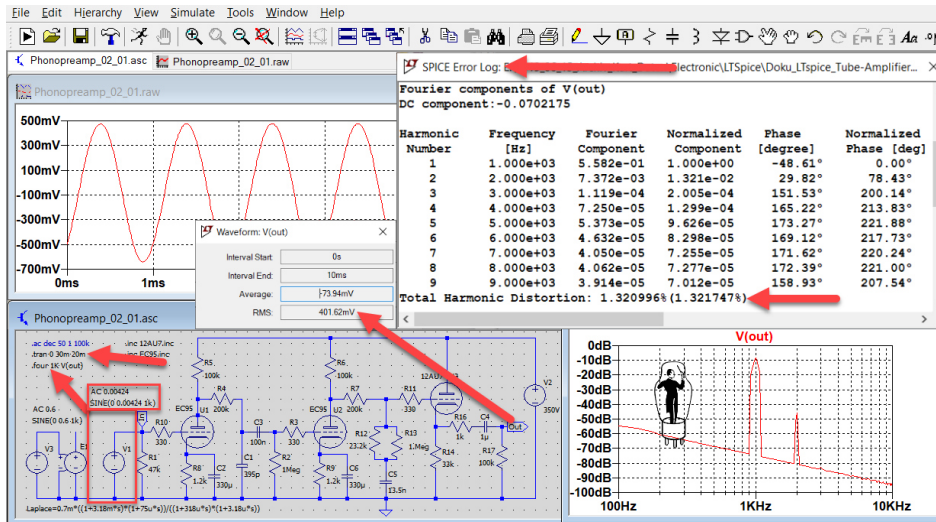 File Edit Hierarchy View Simulate Tools Window Help
Phonopreamp_02_01.asc Phonopreamp_02_01.raw
Phonopreamp_02_01.raw
500mV
300mV
100mV
-100mV
-300mV
-500mV
-700mV
0ms 1ms
SPICE Error Log:
Electronic\LTSpice\Doku_LTspice_Tube-Amplifier...
Fourier components of V(out)
DC component:-0.0702175
Harmonic Frequency Fourier Normalized Phase Normalized
Number [Hz] Component Component [degree] Phase [deg]
1 1.000e+03 5.582e-01 1.000e+00 -48.61° 0.00°
2 2.000e+03 7.372e-03 1.321e-02 29.82° 78.43°
3 3.000e+03 1.119e-04 2.005e-04 151.53° 200.14°
4 4.000e+03 7.250e-05 1.299e-04 165.22° 213.83°
5 5.000e+03 5.373e-05 9.626e-05 173.27° 221.88°
6 6.000e+03 4.632e-05 8.298e-05 169.12° 217.73°
7 7.000e+03 4.050e-05 7.255e-05 171.62° 220.24°
8 8.000e+03 4.062e-05 7.277e-05 172.39° 221.00°
9 9.000e+03 3.914e-05 7.012e-05 158.93° 207.54°
Total Harmonic Distortion: 1.320996%(1.321747%)
Waveform: V(out)
Interval Start: 0s
Interval End: 10ms
Average: -73.94mV
RMS: 401.62mV
Phonopreamp_02_01.asc
.ac dec 50 1 100k
.inc 12AU7.inc
.tran 0 30m 20m
.inc EC95.inc
.four 1K V(out)
AC 0.00424
SINE(0 0.00424 1k)
AC 0.6
SINE(0 0.6 1k)
V3
E1
V1
In
R1
47k
R10
330
EC95 U1
R5
100k
R4
200k
R8
1.2k
C2
330µ
C1
395p
C3
100n
R2
1Meg
R3
330
EC95 U2
R6
100k
R7
200k
R9
1.2k
C6
330µ
R12
23.2k
R13
1.Meg
C5
13.5n
R11
330
12AU7
R14
33k
R16
1k
C4
1µ
R17
100k
Out
V2
350V
Laplace=0.7m*((1+3.18m*s)*(1+75u*s))/((1+318u*s)*(1+3.18u*s))
V(out)
0dB
-10dB
-20dB
-30dB
-40dB
-50dB
-60dB
-70dB
-80dB
-90dB
-100dB
100Hz 1KHz 10KHz